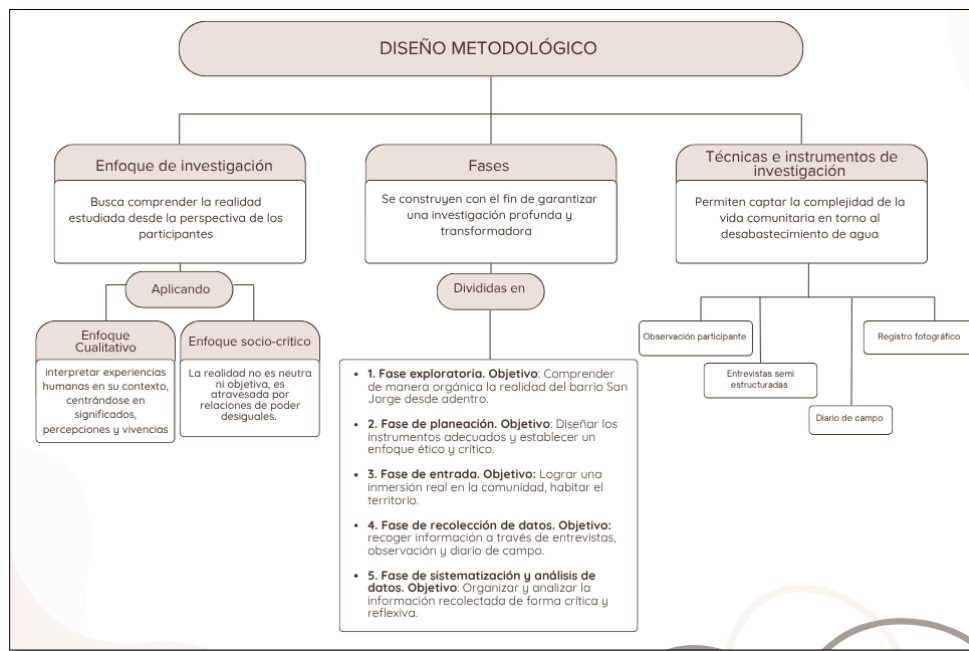 DISEÑO METODOLÓGICO
Enfoque de investigación
Busca comprender la realidad
estudiada desde la perspectiva de los
participantes
Aplicando
Enfoque
Cualitativo
interpretar experiencias
humanas en su contexto,
centrándose en
significados,
percepciones y vivencias
Enfoque socio-critico
La realidad no es neutra
ni objetiva, es
atravesada por
relaciones de poder
desiguales.
Fases
Se construyen con el fin de garantizar
una investigación profunda y
transformadora
Divididas en
• 1. Fase exploratoria. Objetivo: Comprender
de manera orgánica la realidad del barrio San
Jorge desde adentro.
• 2. Fase de planeación. Objetivo: Diseñar los
instrumentos adecuados y establecer un
enfoque ético y crítico.
• 3. Fase de entrada. Objetivo: Lograr una
inmersión real en la comunidad, habitar el
territorio.
• 4. Fase de recolección de datos. Objetivo:
recoger información a través de entrevistas,
observación y diario de campo.
• 5. Fase de sistematización y análisis de
datos. Objetivo: Organizar y analizar la
información recolectada de forma crítica y
reflexiva.
Técnicas e instrumentos de
investigación
Permiten captar la complejidad de la
vida comunitaria en torno al
desabastecimiento de agua
Observación participante
Entrevistas semi
estructuradas
Diario de campo
Registro fotográfico